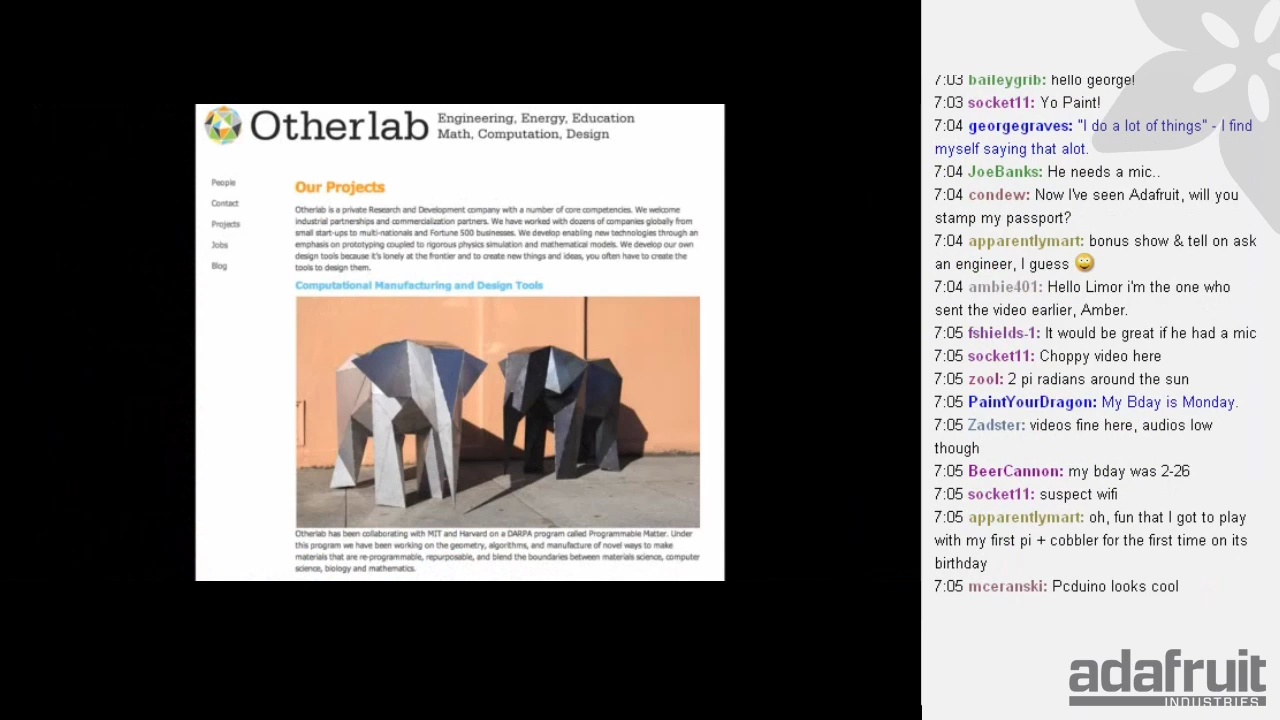 Otherlab
Engineering, Energy, Education
Math, Computation, Design
People
Contact
Projects
Jobs
Blog
Our Projects
Otherlab is a private Research and Development company with a number of core competencies. We welcome
industrial partnerships and commercialization partners. We have worked with dozens of companies globally from
small start-ups to multi-nationals and Fortune 500 businesses. We develop enabling new technologies through an
emphasis on prototyping coupled to rigorous physics simulation and mathematical models. We develop our own
design tools because it's lonely at the frontier and to create new things and ideas, you often have to create the
tools to design them.
Computational Manufacturing and Design Tools
Otherlab has been collaborating with MIT and Harvard on a DARPA program called Programmable Matter. Under
this program we have been working on the geometry, algorithms, and manufacture of novel ways to make
materials that are re-programmable, repurposable, and blend the boundaries between materials science, computer
science, biology and mathematics.
7:03 baileygrib: hello george!
7:03 socket11: Yo Paint!
7:04 georgegraves: "I do a lot of things" - I find
myself saying that alot.
7:04 JoeBanks: He needs a mic..
7:04 condew: Now I've seen Adafruit, will you
stamp my passport?
7:04 apparentlymart: bonus show & tell on ask
an engineer, I guess
7:04 ambie401: Hello Limor i'm the one who
sent the video earlier, Amber.
7:05 fshields-1: It would be great if he had a mic
7:05 socket11: Choppy video here
7:05 zool: 2 pi radians around the sun
7:05 PaintYourDragon: My Bday is Monday.
7:05 Zadster: videos fine here, audios low
though
7:05 BeerCannon: my bday was 2-26
7:05 socket11: suspect wifi
7:05 apparentlymart: oh, fun that I got to play
with my first pi + cobbler for the first time on its
birthday
7:05 mceranski: Pcduino looks cool
adafruit
INDUSTRIES